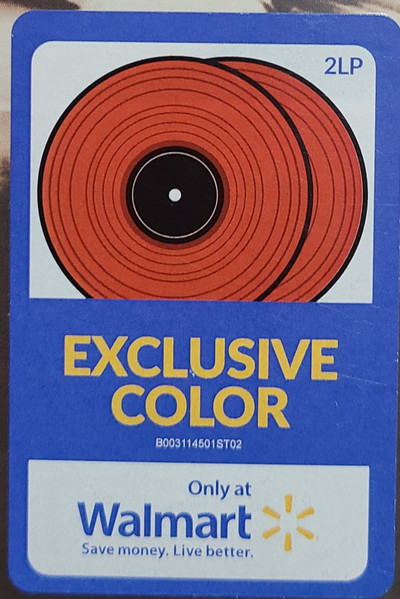 2LP
EXCLUSIVE
COLOR
B003114501ST02
Only at
Walmart
Save money. Live better.